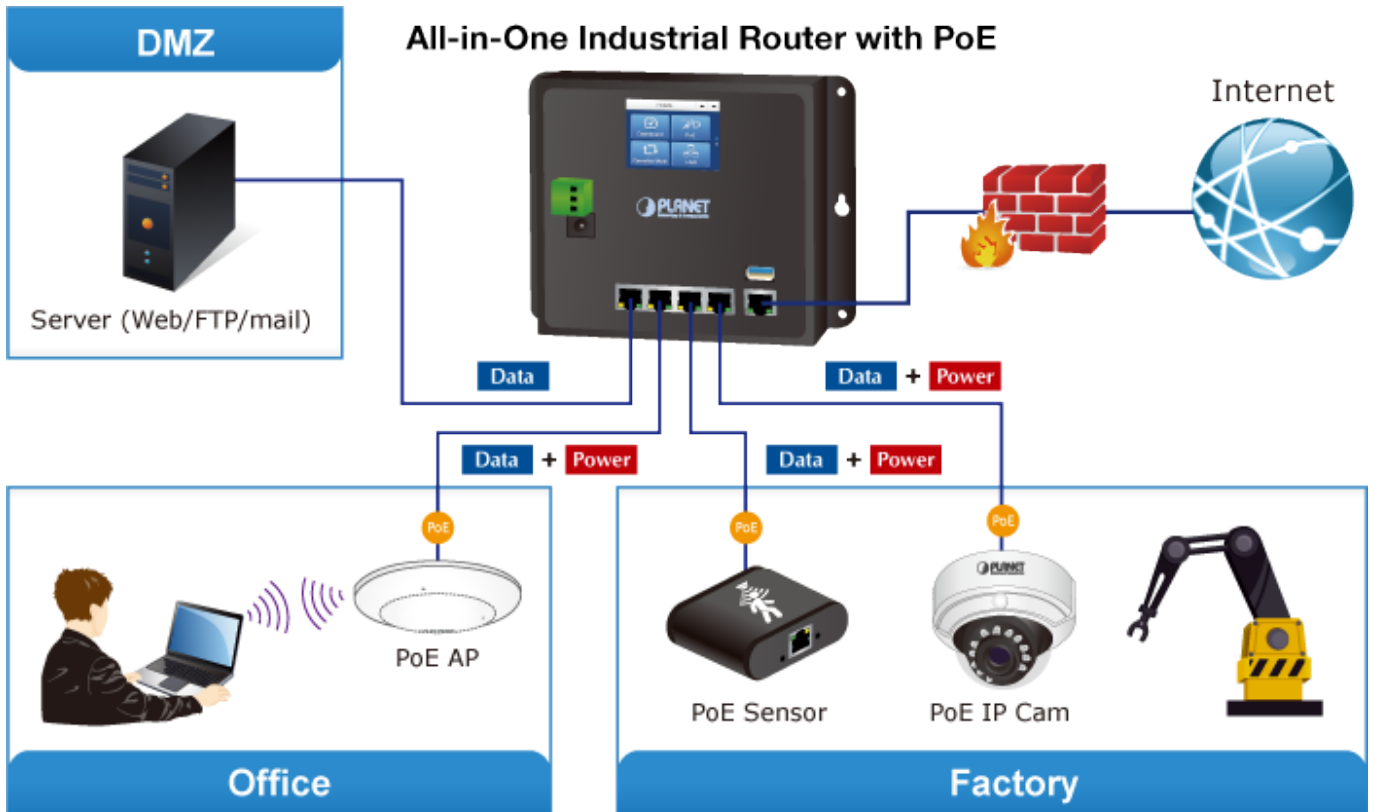 DMZ
All-in-One Industrial Router with PoE
Internet
PLANET
Server (Web/FTP/mail)
Data
Data + Power
Data + Power
Data + Power
PoE
PoE
PoE
PLANET
PoE AP
PoE Sensor
PoE IP Cam
Office
Factory